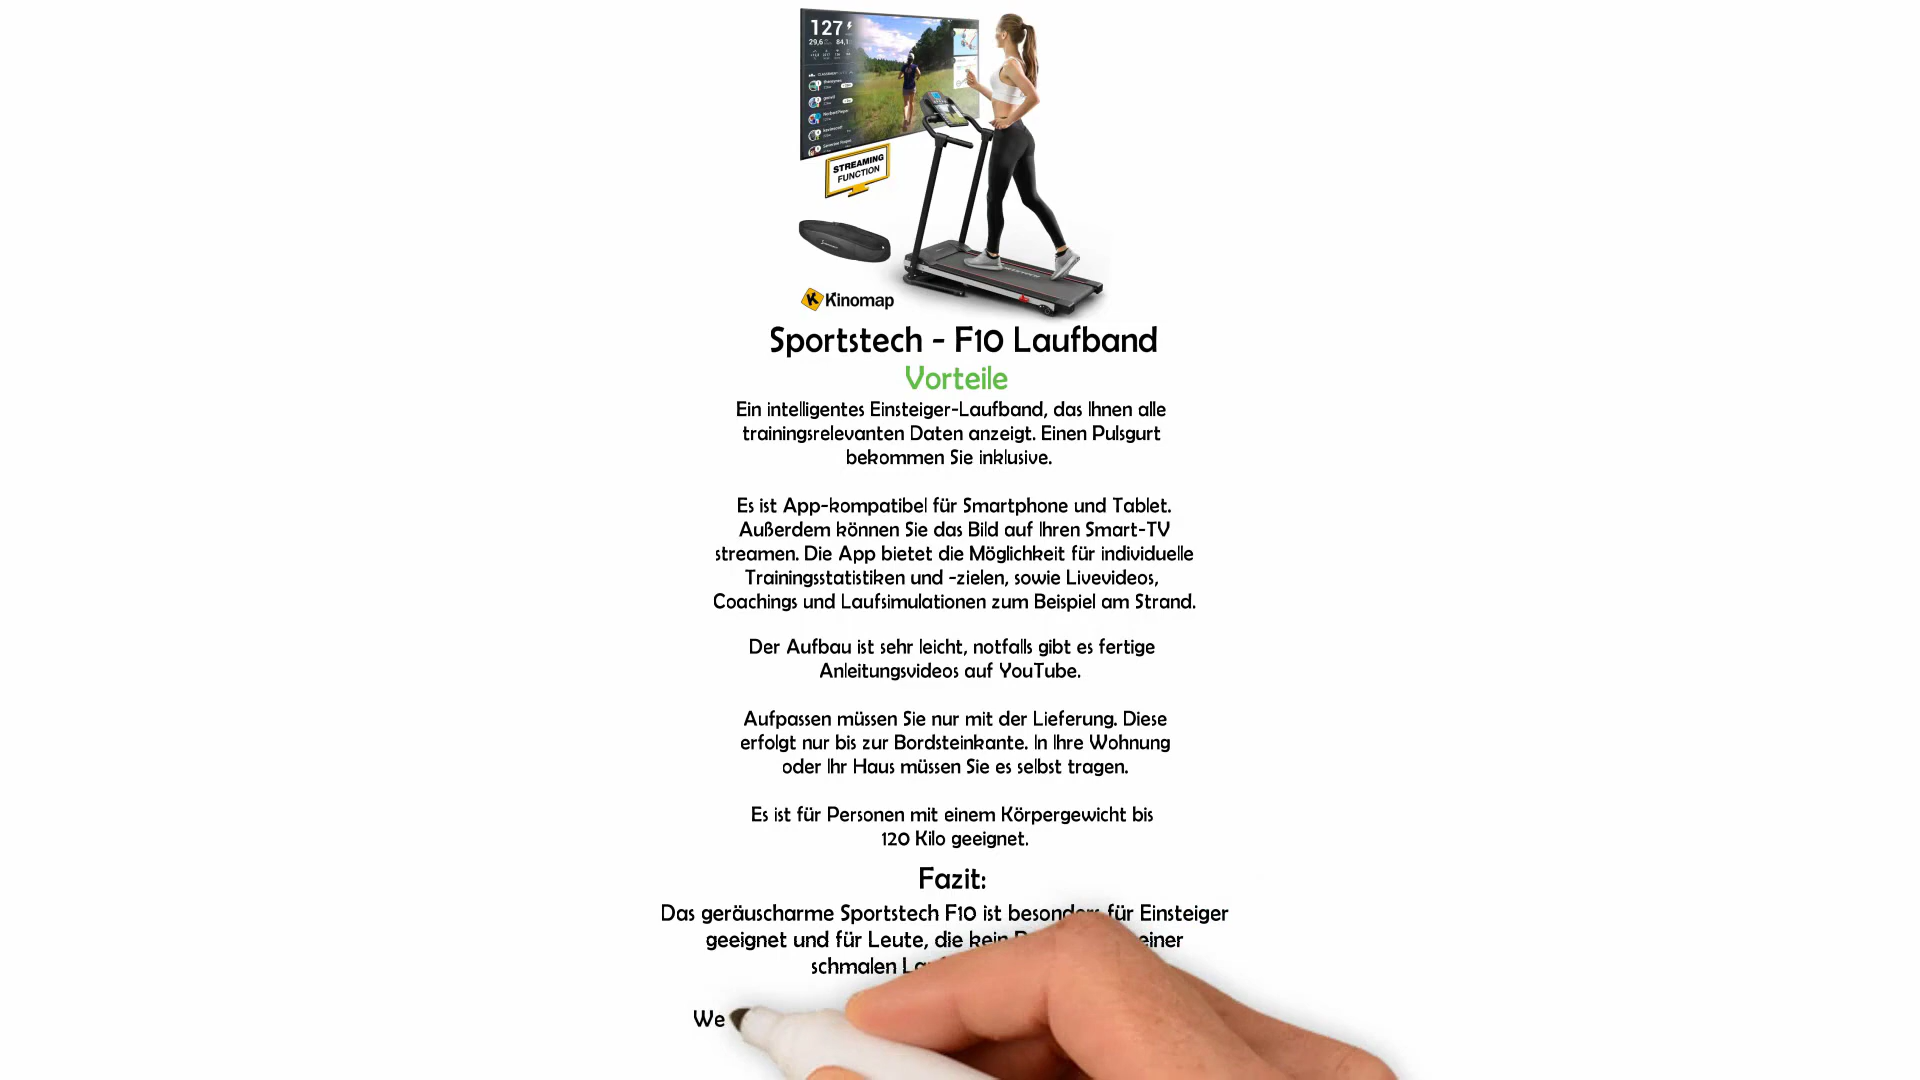 127
29,6
84,1
STREAMING
FUNCTION
Kinomap
Sportstech - F10 Laufband
Vorteile
Ein intelligentes Einsteiger-Laufband, das Ihnen alle
trainingsrelevanten Daten anzeigt. Einen Pulsgurt
bekommen Sie inklusive.
Es ist App-kompatibel für Smartphone und Tablet.
Außerdem können Sie das Bild auf Ihren Smart-TV
streamen. Die App bietet die Möglichkeit für individuelle
Trainingsstatistiken und -zielen, sowie Livevideos,
Coachings und Laufsimulationen zum Beispiel am Strand.
Der Aufbau ist sehr leicht, notfalls gibt es fertige
Anleitungsvideos auf YouTube.
Aufpassen müssen Sie nur mit der Lieferung. Diese
erfolgt nur bis zur Bordsteinkante. In Ihre Wohnung
oder Ihr Haus müssen Sie es selbst tragen.
Es ist für Personen mit einem Körpergewicht bis
120 Kilo geeignet.
Fazit:
Das geräuscharme Sportstech F10 ist besonders für Einsteiger
geeignet und für Leute, die kein einer
schmalen
We